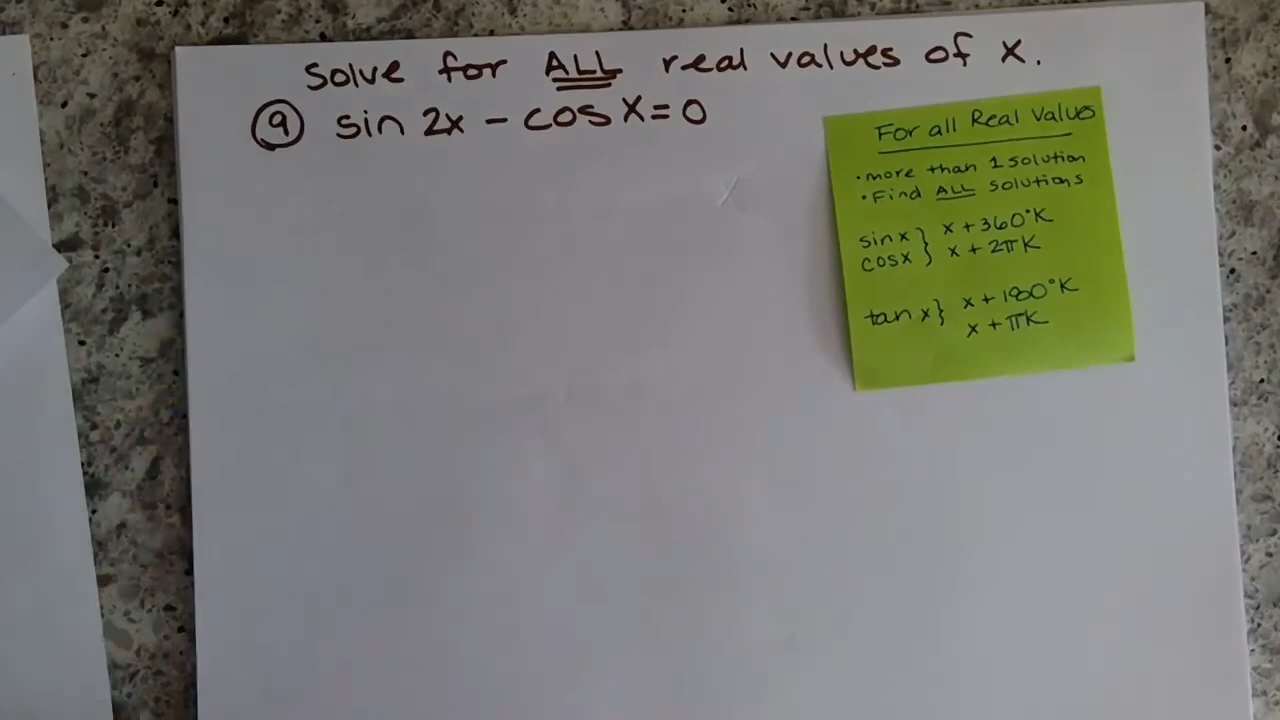 Solve for ALL real values of x.
9 sin 2x - cos x = 0
For all Real Values
• more than 1 solution
• Find ALL solutions
sin x } x + 360°K
cos x } x + 2πK
tan x } x + 180°K
x + πK